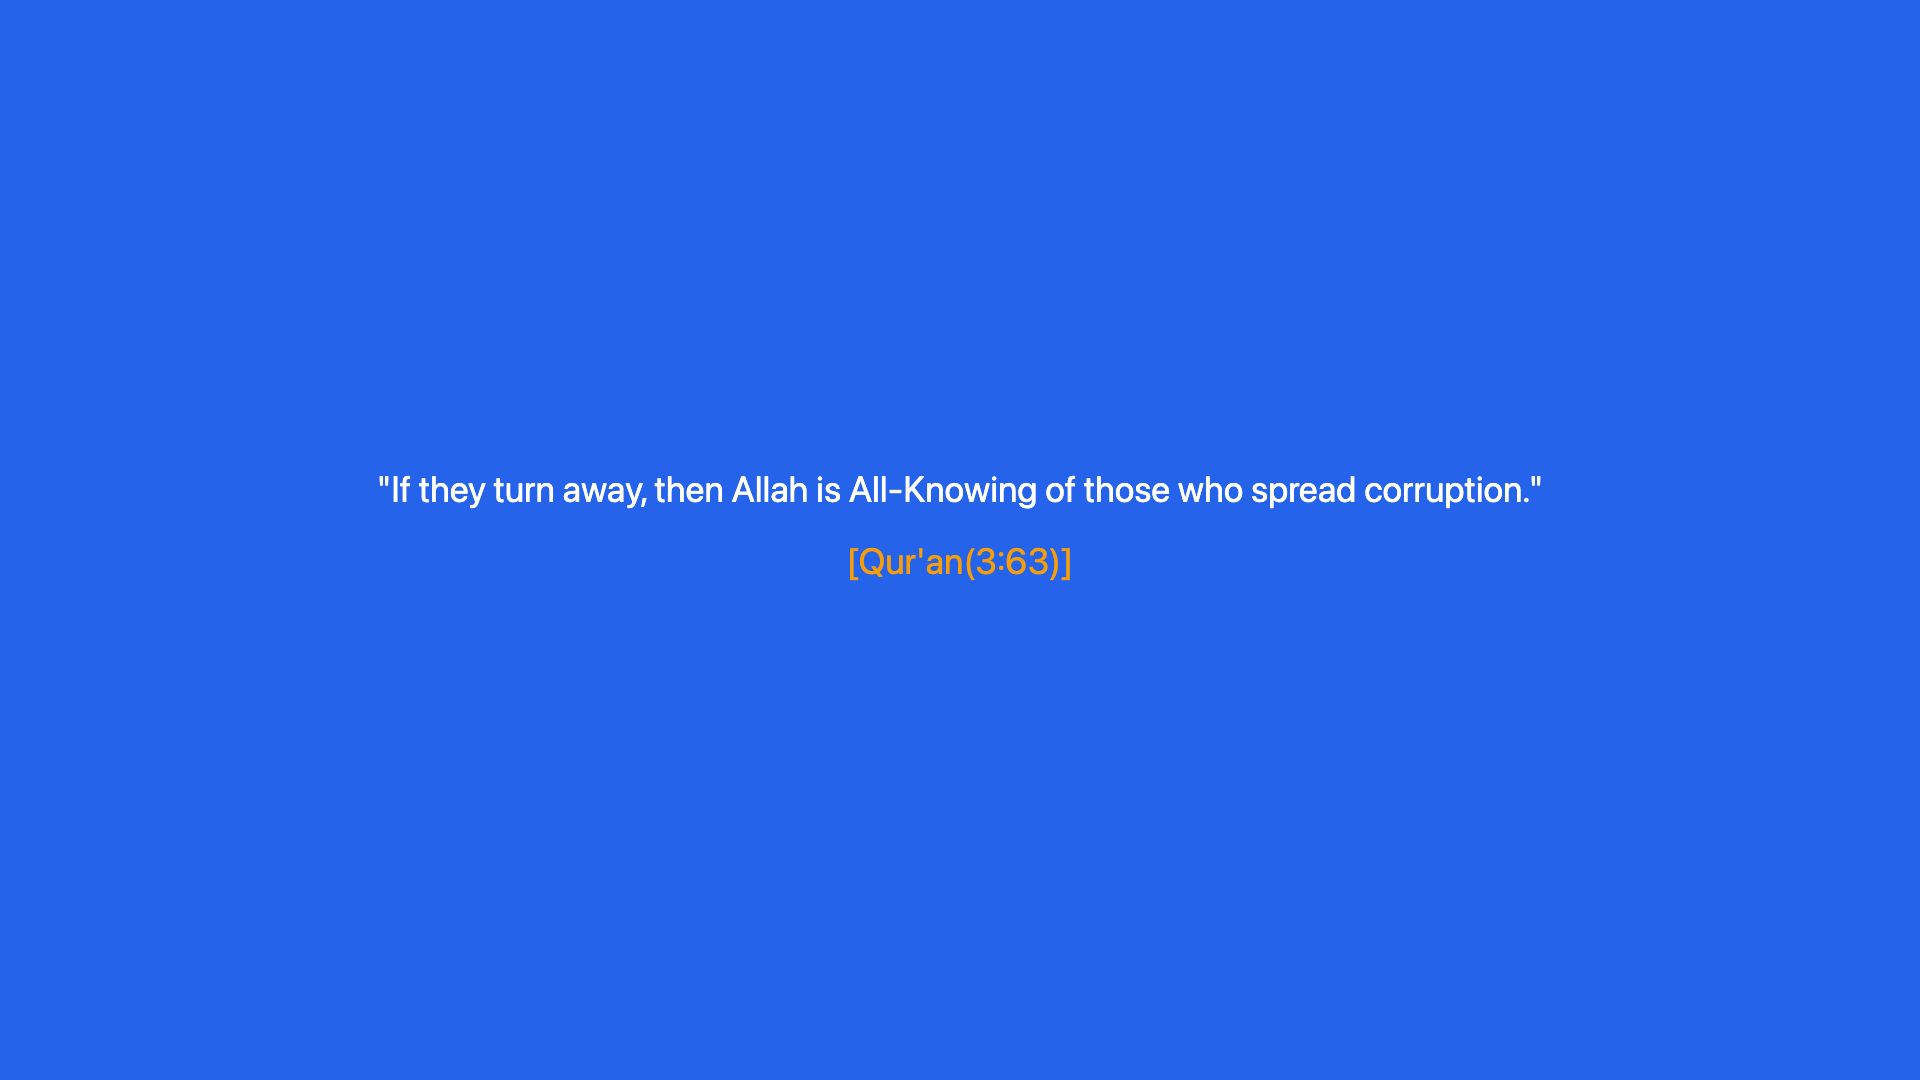 "If they turn away, then Allah is All-Knowing of those who spread corruption."
[Qur'an(3:63)]